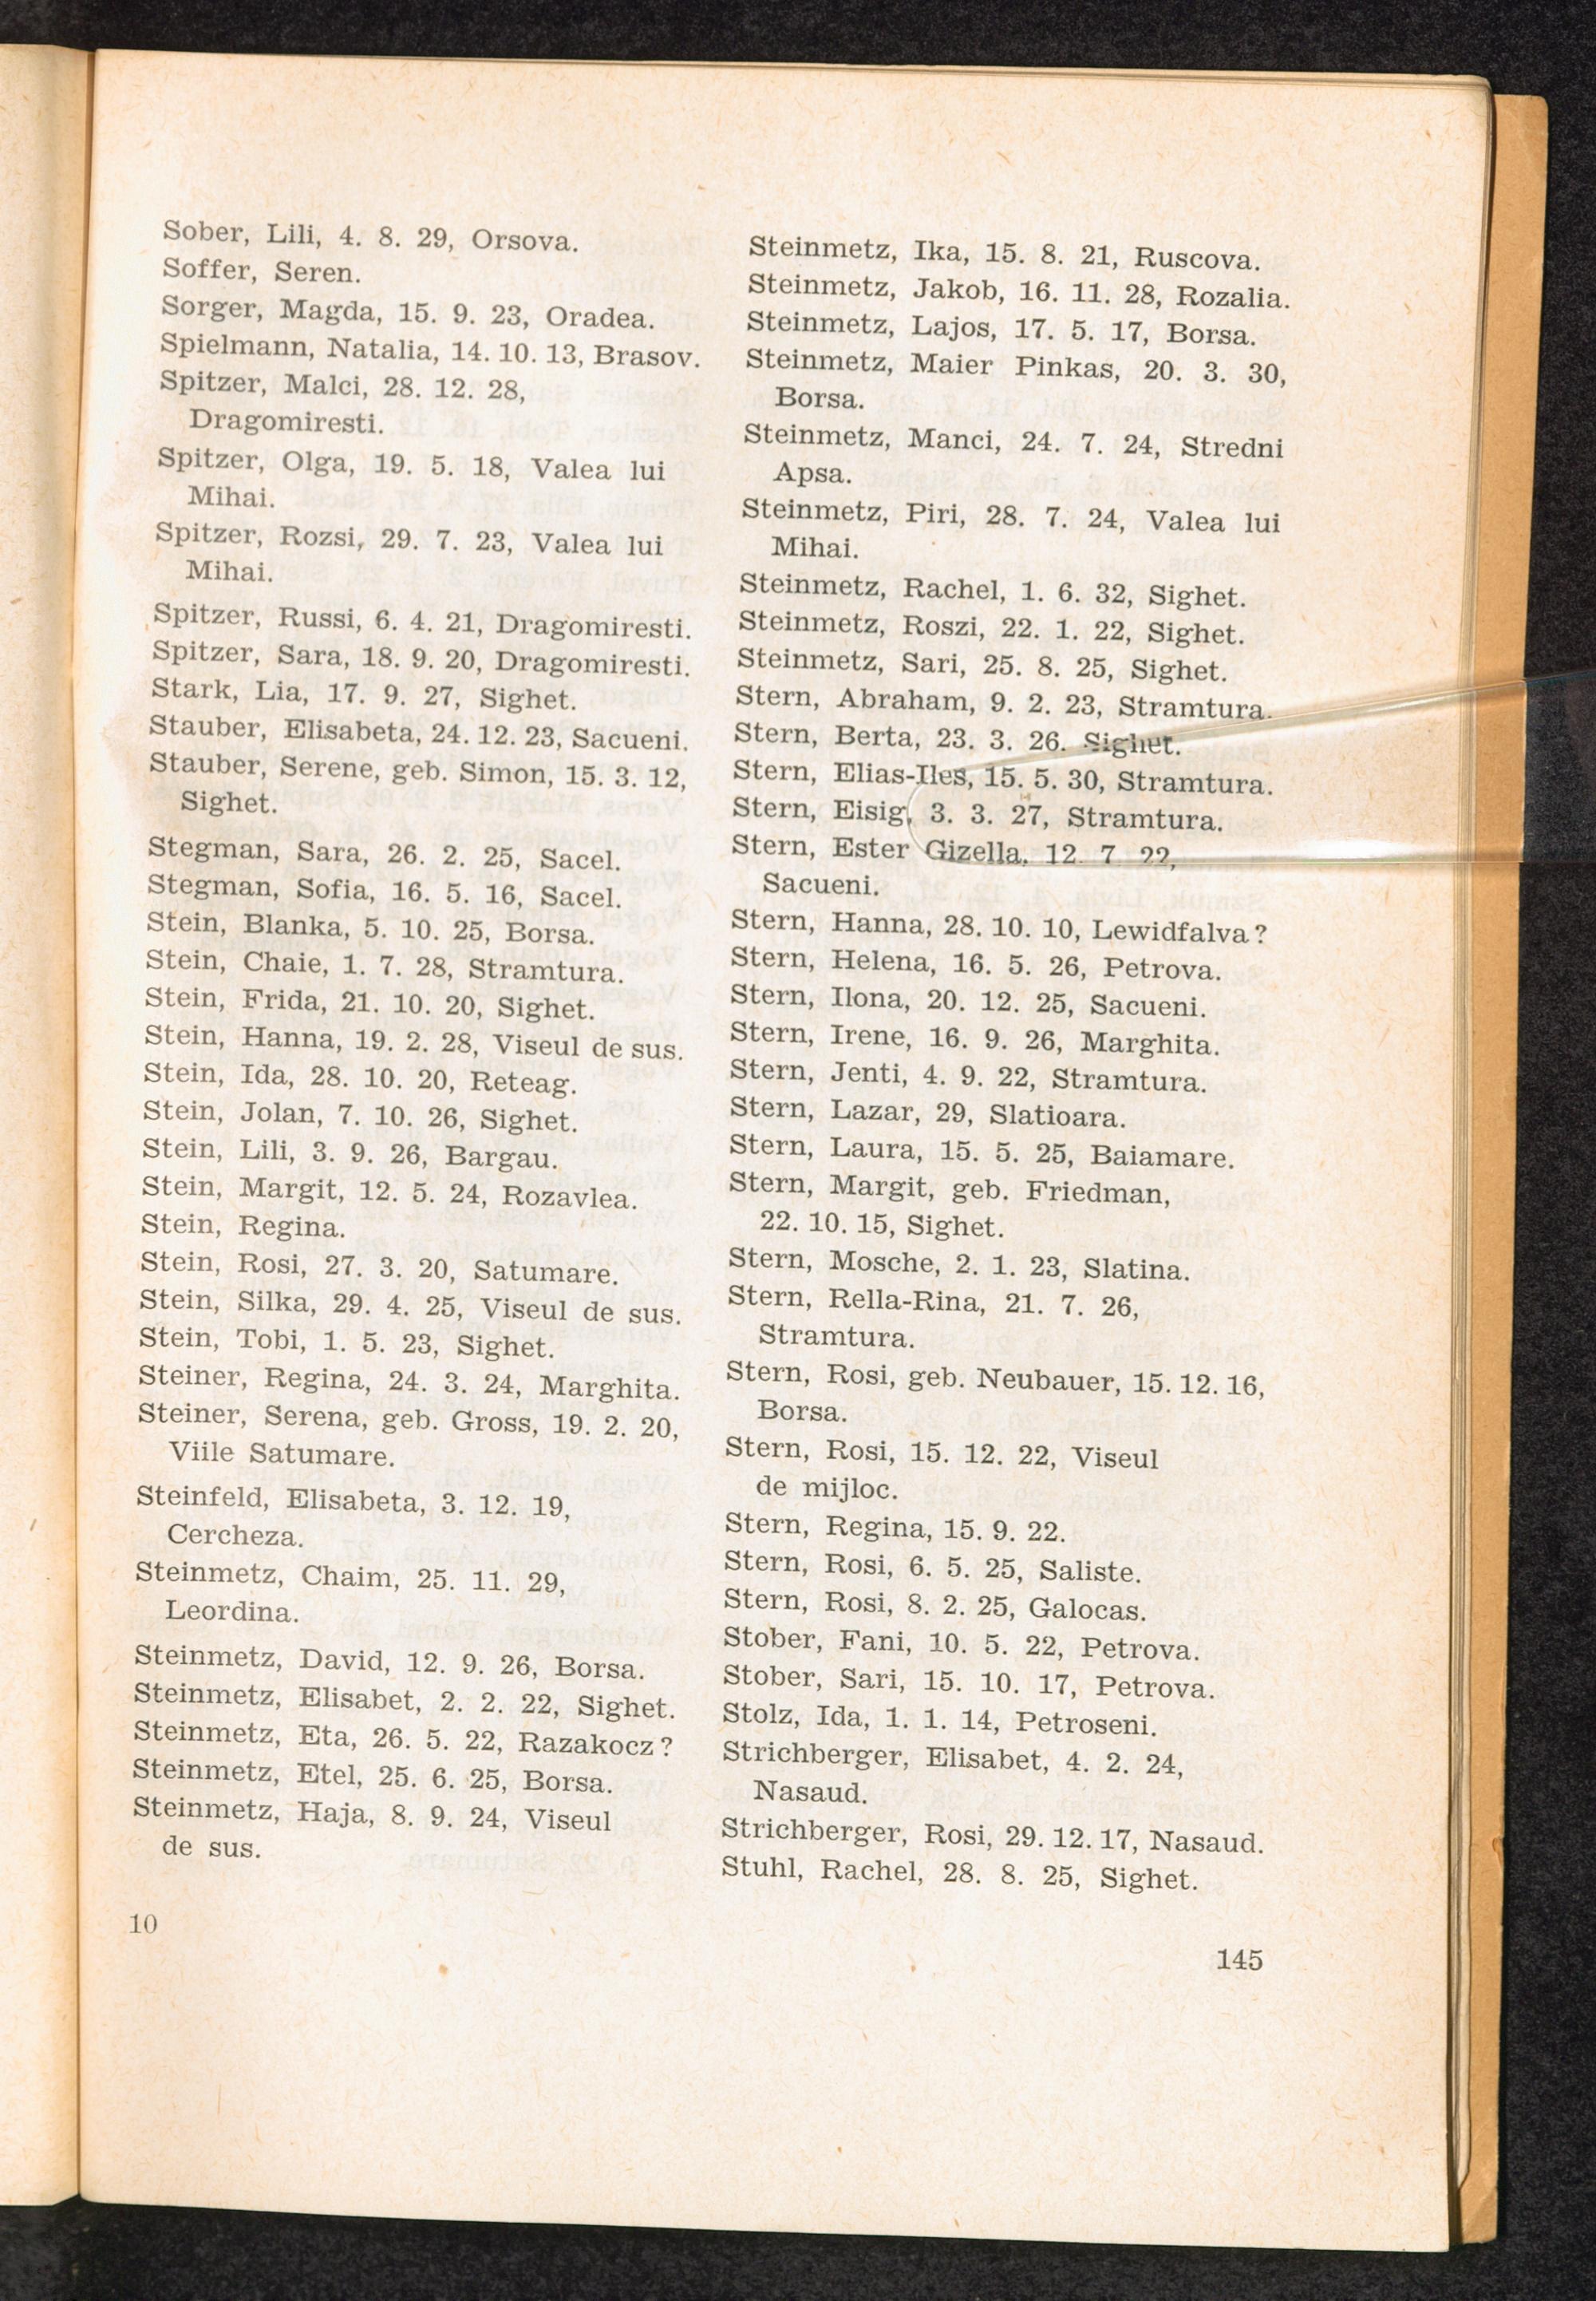 Sober, Lili, 4. 8. 29, Orsova.
Soffer, Seren.
Sorger, Magda, 15. 9. 23, Oradea.
Spielmann, Natalia, 14. 10. 13, Brasov.
Spitzer, Malci, 28. 12. 28,
Dragomiresti.
Spitzer, Olga, 19. 5. 18, Valea lui
Mihai.
Spitzer, Rozsi, 29. 7. 23, Valea lui
Mihai.
Spitzer, Russi, 6. 4. 21, Dragomiresti.
Spitzer, Sara, 18. 9. 20, Dragomiresti.
Stark, Lia, 17. 9. 27, Sighet.
Stauber, Elisabeta, 24. 12. 23, Sacueni.
Stauber, Serene, geb. Simon, 15. 3. 12,
Sighet.
Stegman, Sara, 26. 2. 25, Sacel.
Stegman, Sofia, 16. 5. 16, Sacel.
Stein, Blanka, 5. 10. 25, Borsa.
Stein, Chaie, 1. 7. 28, Stramtura.
Stein, Frida, 21. 10. 20, Sighet.
Stein, Hanna, 19. 2. 28, Viseul de sus.
Stein, Ida, 28. 10. 20, Reteag.
Stein, Jolan, 7. 10. 26, Sighet.
Stein, Lili, 3. 9. 26, Bargau.
Stein, Margit, 12. 5. 24, Rozavlea.
Stein, Regina.
Stein, Rosi, 27. 3. 20, Satumare.
Stein, Silka, 29. 4. 25, Viseul de sus.
Stein, Tobi, 1. 5. 23, Sighet.
Steiner, Regina, 24. 3. 24, Marghita.
Steiner, Serena, geb. Gross, 19. 2. 20,
Viile Satumare.
Steinfeld, Elisabeta, 3. 12. 19,
Cercheza.
Steinmetz, Chaim, 25. 11. 29,
Leordina.
Steinmetz, David, 12. 9. 26, Borsa.
Steinmetz, Elisabet, 2. 2. 22, Sighet.
Steinmetz, Eta, 26. 5. 22, Razakocz?
Steinmetz, Etel, 25. 6. 25, Borsa.
Steinmetz, Haja, 8. 9. 24, Viseul
de sus.
10
Steinmetz, Ika, 15. 8. 21, Ruscova.
Steinmetz, Jakob, 16. 11. 28, Rozalia.
Steinmetz, Lajos, 17. 5. 17, Borsa.
Steinmetz, Maier Pinkas, 20. 3. 30,
Borsa.
Steinmetz, Manci, 24. 7. 24, Stredni
Apsa.
Steinmetz, Piri, 28. 7. 24, Valea lui
Mihai.
Steinmetz, Rachel, 1. 6. 32, Sighet.
Steinmetz, Roszi, 22. 1. 22, Sighet.
Steinmetz, Sari, 25. 8. 25, Sighet.
Stern, Abraham, 9. 2. 23, Stramtura.
Stern, Berta, 23. 3. 26. Sighet.
Stern, Elias-Iles, 15. 5. 30, Stramtura.
Stern, Eisig, 3. 3. 27, Stramtura.
Stern, Ester Gizella, 12. 7 22,
Sacueni.
Stern, Hanna, 28. 10. 10, Lewidfalva?
Stern, Helena, 16. 5. 26, Petrova.
Stern, Ilona, 20. 12. 25, Sacueni.
Stern, Irene, 16. 9. 26, Marghita.
Stern, Jenti, 4. 9. 22, Stramtura.
Stern, Lazar, 29, Slatioara.
Stern, Laura, 15. 5. 25, Baiamare.
Stern, Margit, geb. Friedman,
22. 10. 15, Sighet.
Stern, Mosche, 2. 1. 23, Slatina.
Stern, Rella-Rina, 21. 7. 26,
Stramtura.
Stern, Rosi, geb. Neubauer, 15. 12. 16,
Borsa.
Stern, Rosi, 15. 12. 22, Viseul
de mijloc.
Stern, Regina, 15. 9. 22.
Stern, Rosi, 6. 5. 25, Saliste.
Stern, Rosi, 8. 2. 25, Galocas.
Stober, Fani, 10. 5. 22, Petrova.
Stober, Sari, 15. 10. 17, Petrova.
Stolz, Ida, 1. 1. 14, Petroseni.
Strichberger, Elisabet, 4. 2. 24,
Nasaud.
Strichberger, Rosi, 29. 12. 17, Nasaud.
Stuhl, Rachel, 28. 8. 25, Sighet.
145